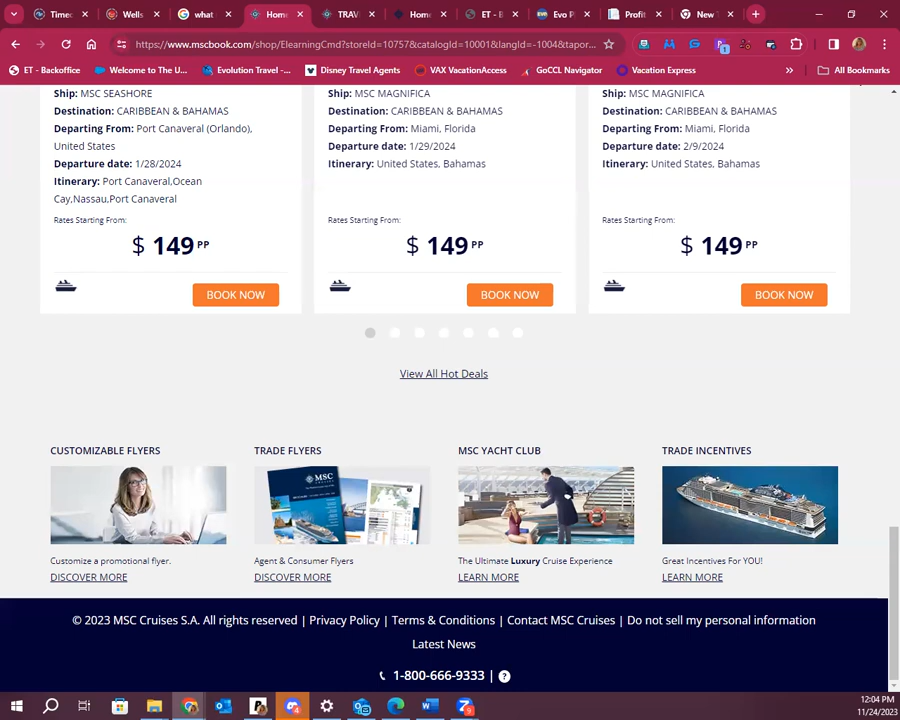 Timec
Wells
what
Home
TRAV
Home
ET - B
Evo P
Profit
New T
https://www.mscbook.com/shop/ElearningCmd?storeId=10757&catalogId=10001&langId=-1004&tapor...
ET - Backoffice
Welcome to The U...
Evolution Travel -...
Disney Travel Agents
VAX VacationAccess
GoCCL Navigator
Vacation Express
»
All Bookmarks
Ship: MSC SEASHORE
Destination: CARIBBEAN & BAHAMAS
Departing From: Port Canaveral (Orlando),
United States
Departure date: 1/28/2024
Itinerary: Port Canaveral,Ocean
Cay,Nassau,Port Canaveral
Rates Starting From:
$ 149 PP
BOOK NOW
Ship: MSC MAGNIFICA
Destination: CARIBBEAN & BAHAMAS
Departing From: Miami, Florida
Departure date: 1/29/2024
Itinerary: United States, Bahamas
Rates Starting From:
$ 149 PP
BOOK NOW
Ship: MSC MAGNIFICA
Destination: CARIBBEAN & BAHAMAS
Departing From: Miami, Florida
Departure date: 2/9/2024
Itinerary: United States, Bahamas
Rates Starting From:
$ 149 PP
BOOK NOW
View All Hot Deals
CUSTOMIZABLE FLYERS
Customize a promotional flyer.
DISCOVER MORE
TRADE FLYERS
MSC
Agent & Consumer Flyers
DISCOVER MORE
MSC YACHT CLUB
The Ultimate Luxury Cruise Experience
LEARN MORE
TRADE INCENTIVES
Great Incentives For YOU!
LEARN MORE
© 2023 MSC Cruises S.A. All rights reserved | Privacy Policy | Terms & Conditions | Contact MSC Cruises | Do not sell my personal information
Latest News
1-800-666-9333 | ?
12:04 PM
11/24/2023